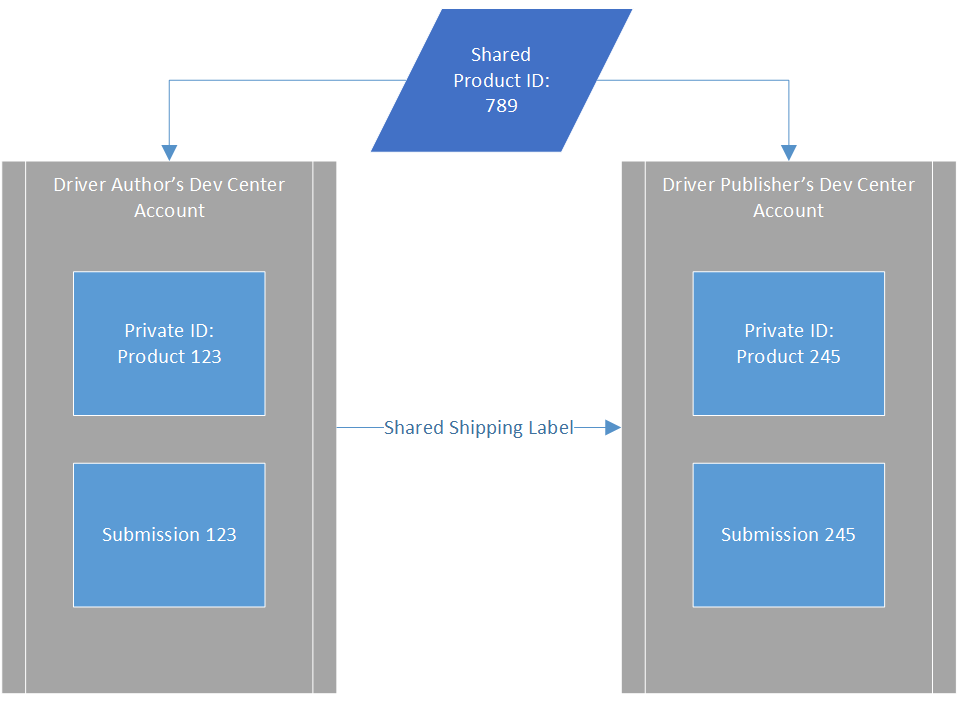 Shared
Product ID:
789
Driver Author’s Dev Center
Account
Private ID:
Product 123
Submission 123
Shared Shipping Label
Driver Publisher’s Dev Center
Account
Private ID:
Product 245
Submission 245